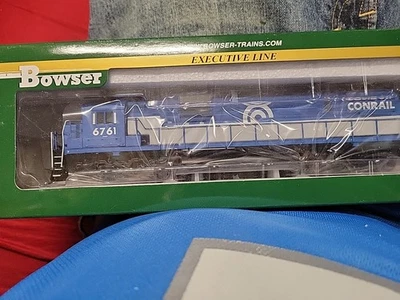 BOWSER-TRAINS.COM
EXECUTIVE LINE
Bowser
CONRAIL
6761